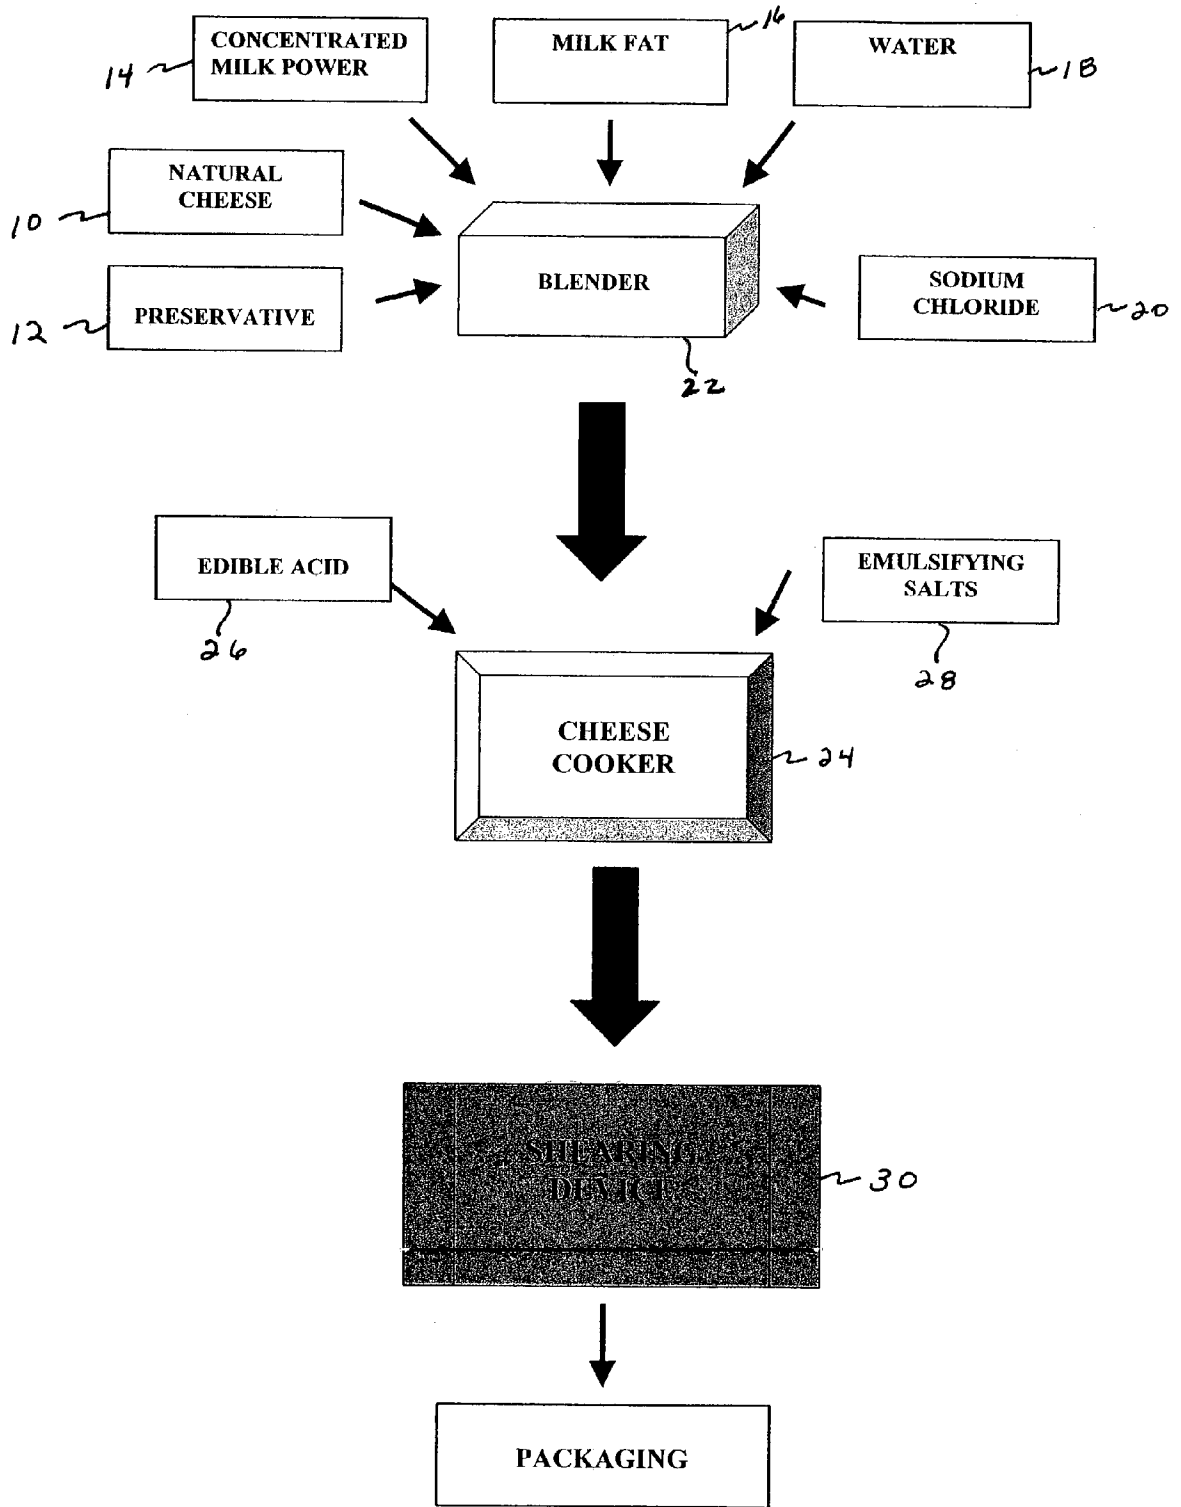 CONCENTRATED
MILK POWER
14
MILK FAT
16
WATER
18
NATURAL
CHEESE
10
PRESERVATIVE
12
BLENDER
22
SODIUM
CHLORIDE
20
EDIBLE ACID
26
EMULSIFYING
SALTS
28
CHEESE
COOKER
24
SHEARING
DEVICE
30
PACKAGING